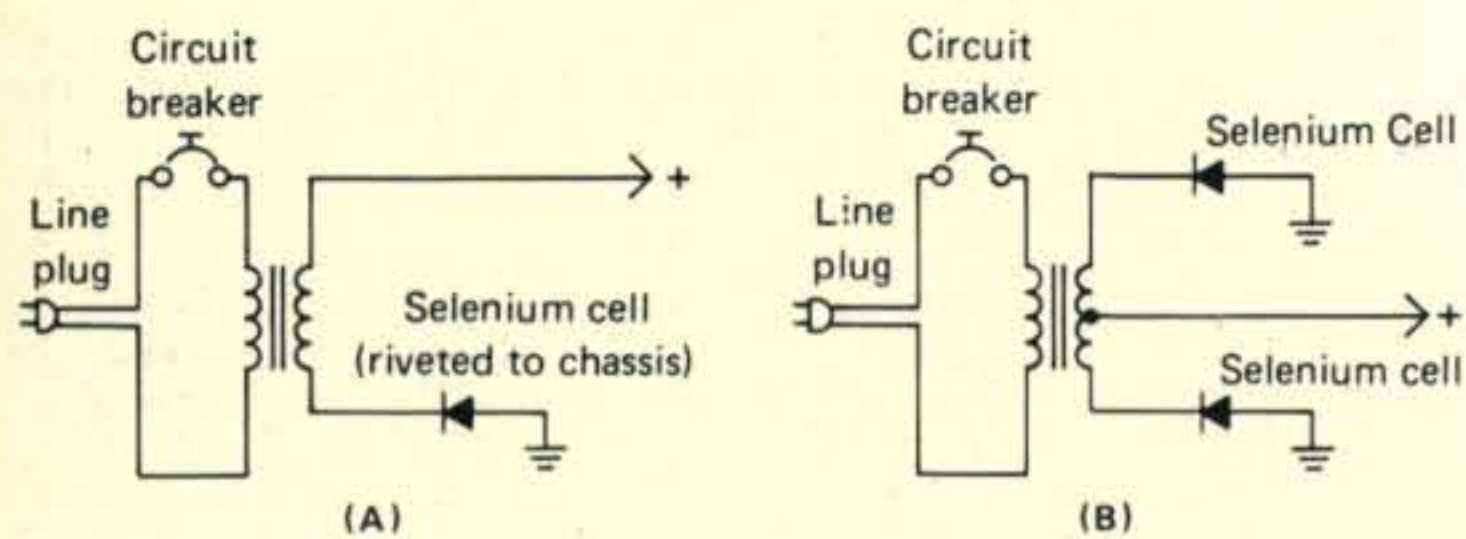 Circuit
breaker
Line
plug
+
Selenium cell
(riveted to chassis)
(A)
Circuit
breaker
Selenium Cell
Line
plug
+
Selenium cell
(B)